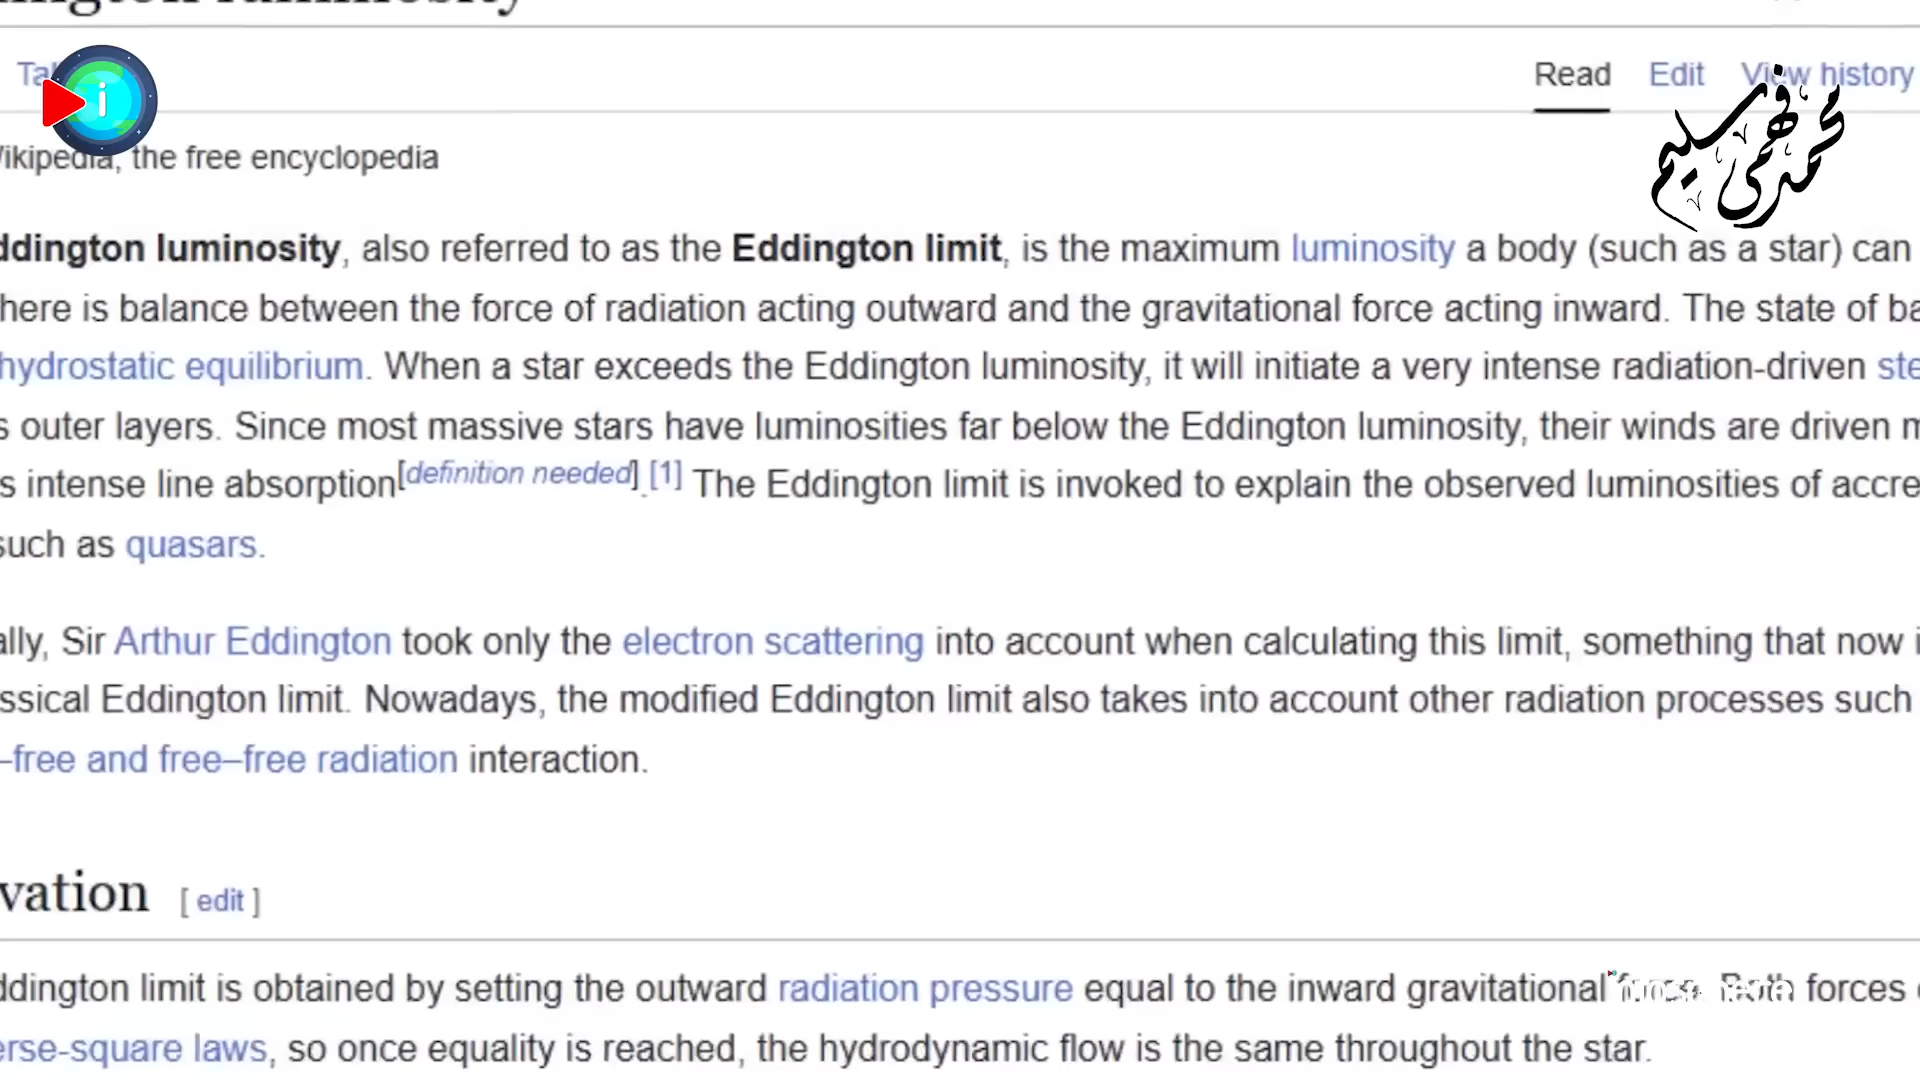 ington luminosity
Read Edit View history
ikipedia, the free encyclopedia
محمد فهمی سلیم
ddington luminosity, also referred to as the Eddington limit, is the maximum luminosity a body (such as a star) can
here is balance between the force of radiation acting outward and the gravitational force acting inward. The state of ba
hydrostatic equilibrium. When a star exceeds the Eddington luminosity, it will initiate a very intense radiation-driven ste
s outer layers. Since most massive stars have luminosities far below the Eddington luminosity, their winds are driven m
s intense line absorption[definition needed].[1] The Eddington limit is invoked to explain the observed luminosities of accre
such as quasars.
ally, Sir Arthur Eddington took only the electron scattering into account when calculating this limit, something that now i
ssical Eddington limit. Nowadays, the modified Eddington limit also takes into account other radiation processes such
–free and free–free radiation interaction.
vation [ edit ]
ddington limit is obtained by setting the outward radiation pressure equal to the inward gravitational forces
erse-square laws, so once equality is reached, the hydrodynamic flow is the same throughout the star.